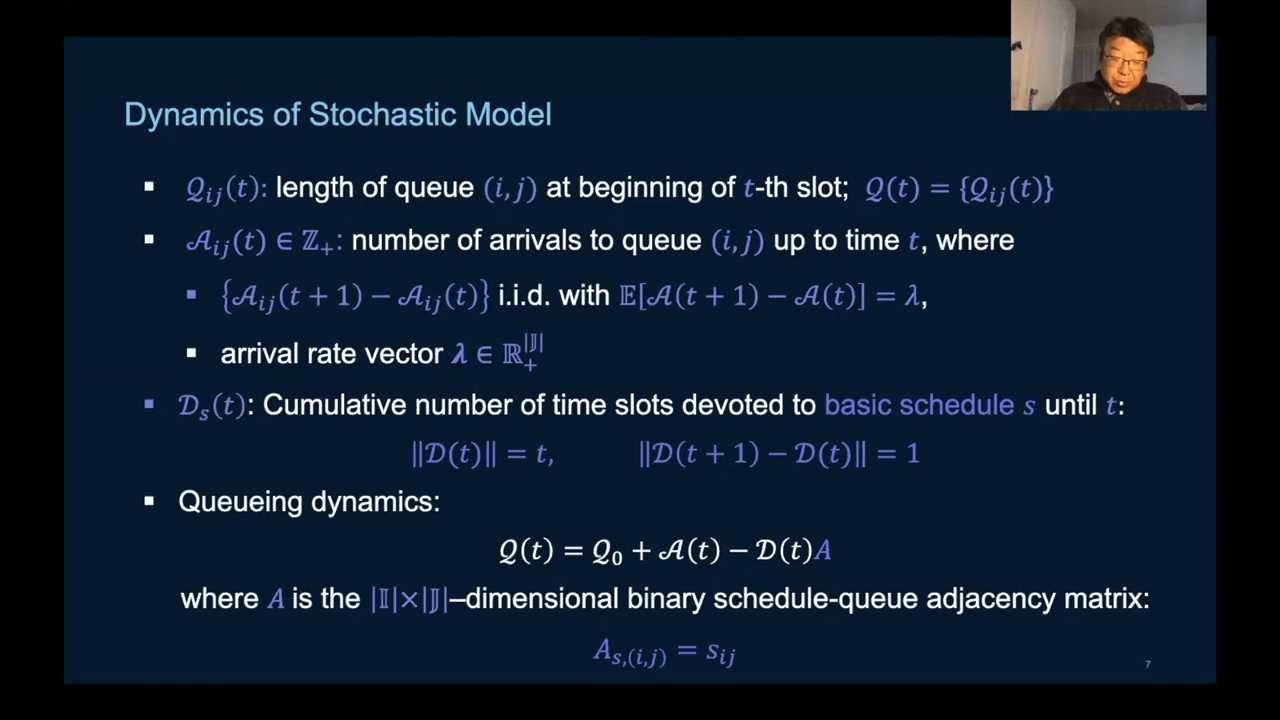 Dynamics of Stochastic Model
▪ 𝒬ᵢⱼ(t): length of queue (i, j) at beginning of t-th slot; 𝒬(t) = {𝒬ᵢⱼ(t)}
▪ 𝒜ᵢⱼ(t) ∈ ℤ₊: number of arrivals to queue (i, j) up to time t, where
▪ {𝒜ᵢⱼ(t + 1) − 𝒜ᵢⱼ(t)} i.i.d. with 𝔼[𝒜(t + 1) − 𝒜(t)] = λ,
▪ arrival rate vector λ ∈ ℝ₊^|𝕁|
▪ 𝒟ₛ(t): Cumulative number of time slots devoted to basic schedule s until t:
‖𝒟(t)‖ = t, ‖𝒟(t + 1) − 𝒟(t)‖ = 1
▪ Queueing dynamics:
𝒬(t) = 𝒬₀ + 𝒜(t) − 𝒟(t)A
where A is the |𝕀|×|𝕁|–dimensional binary schedule-queue adjacency matrix:
A_{s,(i,j)} = sᵢⱼ
7